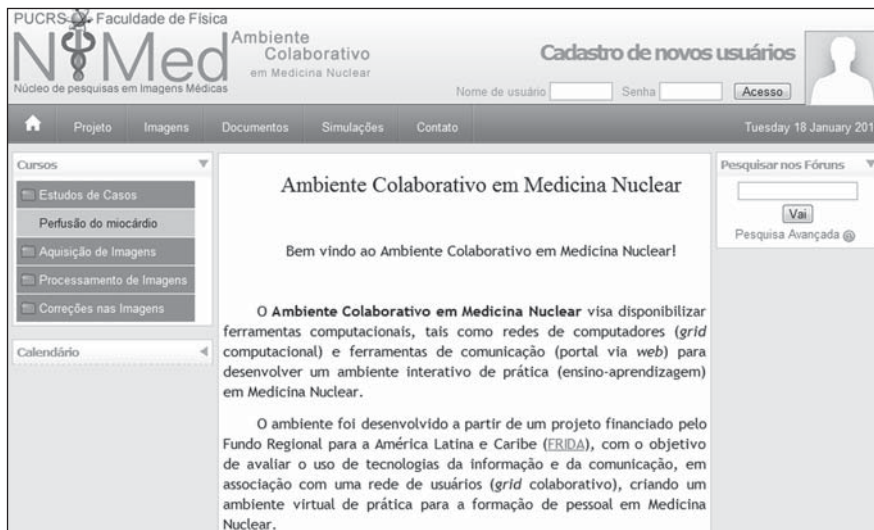 PUCRS Faculdade de Física
NIMed
Núcleo de pesquisas em Imagens Médicas
Ambiente
Colaborativo
em Medicina Nuclear
Cadastro de novos usuários
Nome de usuário Senha Acesso
Projeto Imagens Documentos Simulações Contato Tuesday 18 January 201
Cursos
Estudos de Casos
Perfusão do miocárdio
Aquisição de Imagens
Processamento de Imagens
Correções nas Imagens
Calendário
Ambiente Colaborativo em Medicina Nuclear
Bem vindo ao Ambiente Colaborativo em Medicina Nuclear!
O Ambiente Colaborativo em Medicina Nuclear visa disponibilizar
ferramentas computacionais, tais como redes de computadores (grid
computacional) e ferramentas de comunicação (portal via web) para
desenvolver um ambiente interativo de prática (ensino-aprendizagem)
em Medicina Nuclear.
O ambiente foi desenvolvido a partir de um projeto financiado pelo
Fundo Regional para a América Latina e Caribe (FRIDA), com o objetivo
de avaliar o uso de tecnologias da informação e da comunicação, em
associação com uma rede de usuários (grid colaborativo), criando um
ambiente virtual de prática para a formação de pessoal em Medicina
Nuclear.
Pesquisar nos Fóruns
Vai
Pesquisa Avançada